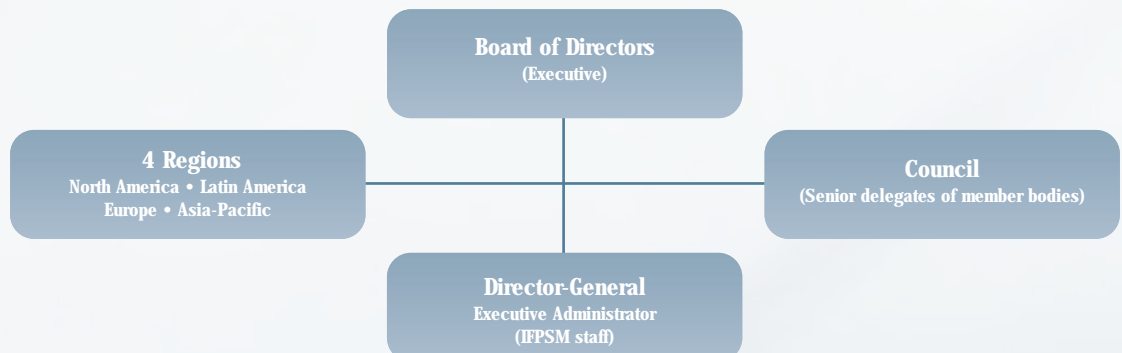 Board of Directors
(Executive)
4 Regions
North America • Latin America
Europe • Asia-Pacific
Council
(Senior delegates of member bodies)
Director-General
Executive Administrator
(IFPSM staff)